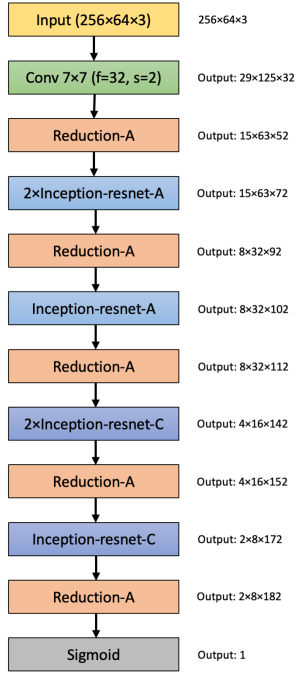 Input (256×64×3)
256×64×3
Conv 7×7 (f=32, s=2)
Output: 29×125×32
Reduction-A
Output: 15×63×52
2×Inception-resnet-A
Output: 15×63×72
Reduction-A
Output: 8×32×92
Inception-resnet-A
Output: 8×32×102
Reduction-A
Output: 8×32×112
2×Inception-resnet-C
Output: 4×16×142
Reduction-A
Output: 4×16×152
Inception-resnet-C
Output: 2×8×172
Reduction-A
Output: 2×8×182
Sigmoid
Output: 1